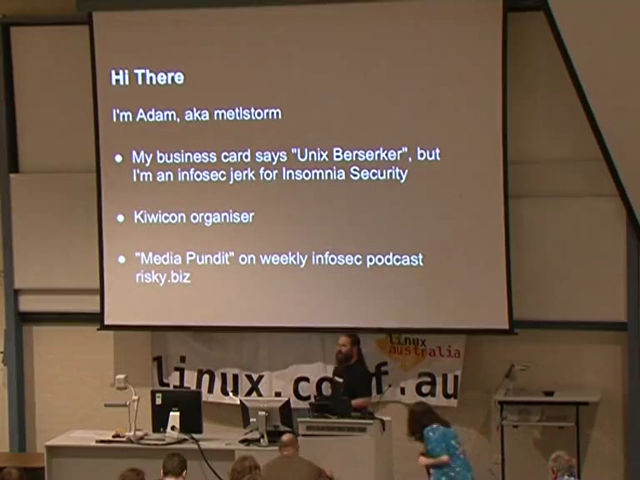 Hi There
I'm Adam, aka metlstorm
● My business card says "Unix Berserker", but
I'm an infosec jerk for Insomnia Security
● Kiwicon organiser
● "Media Pundit" on weekly infosec podcast
risky.biz
linux
australia
linux.conf.au